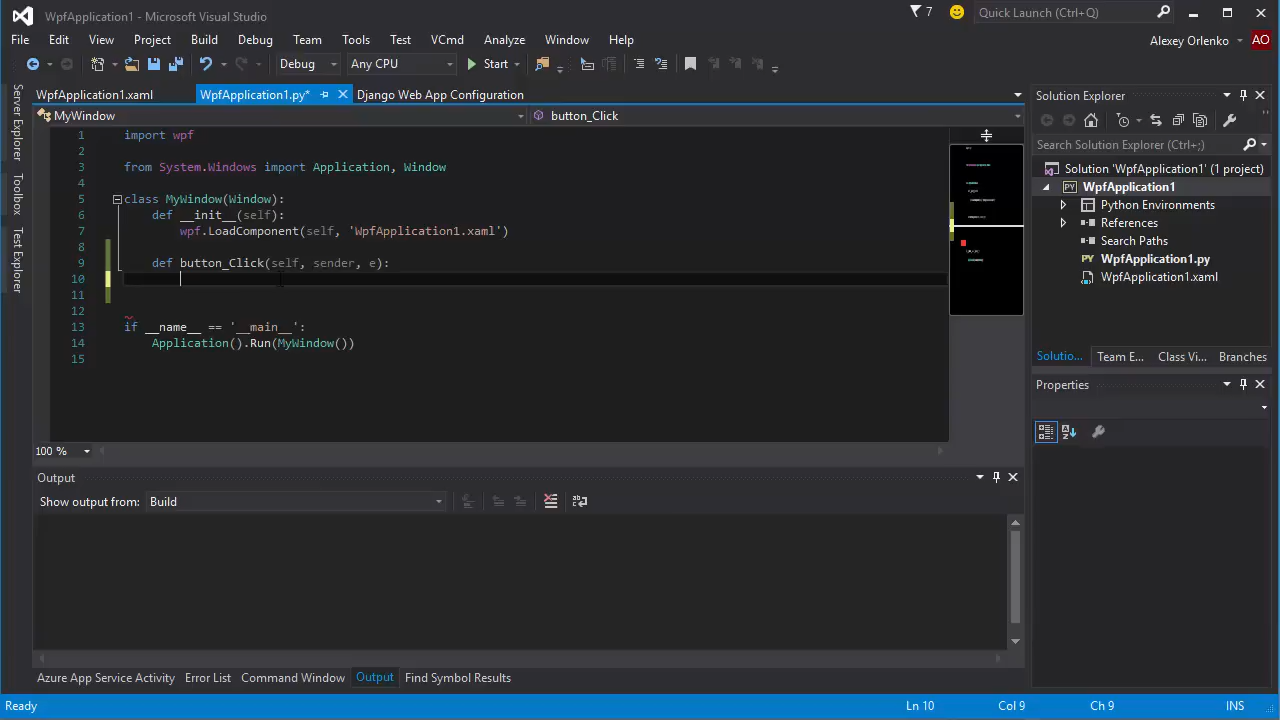 WpfApplication1 - Microsoft Visual Studio
7
Quick Launch (Ctrl+Q)
File Edit View Project Build Debug Team Tools Test VCmd Analyze Window Help
Alexey Orlenko AO
Debug Any CPU Start
Server Explorer
Toolbox
Test Explorer
WpfApplication1.xaml WpfApplication1.py* Django Web App Configuration
MyWindow button_Click
1 import wpf
2
3 from System.Windows import Application, Window
4
5 class MyWindow(Window):
6 def __init__(self):
7 wpf.LoadComponent(self, 'WpfApplication1.xaml')
8
9 def button_Click(self, sender, e):
10
11
12
13 if __name__ == '__main__':
14 Application().Run(MyWindow())
15
100 %
Output
Show output from: Build
Azure App Service Activity Error List Command Window Output Find Symbol Results
Solution Explorer
Search Solution Explorer (Ctrl+;)
Solution 'WpfApplication1' (1 project)
PY WpfApplication1
Python Environments
References
Search Paths
PY WpfApplication1.py
WpfApplication1.xaml
Solutio... Team E... Class Vi... Branches
Properties
Ready Ln 10 Col 9 Ch 9 INS